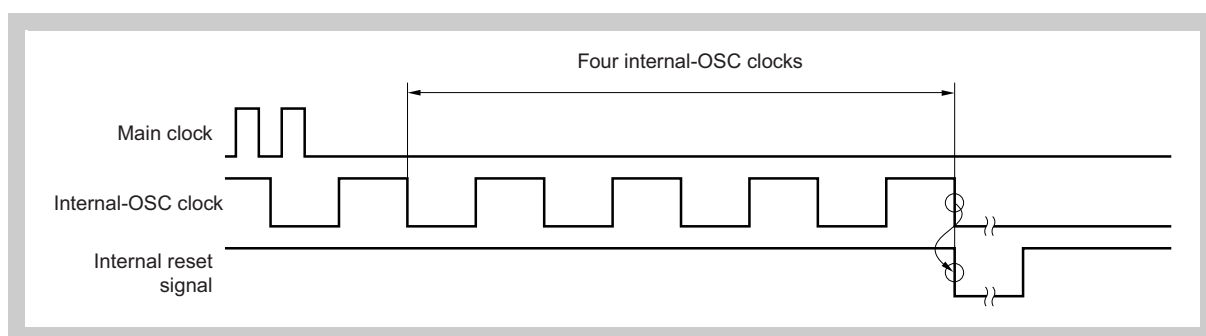 Four internal-OSC clocks
Main clock
Internal-OSC clock
Internal reset
signal